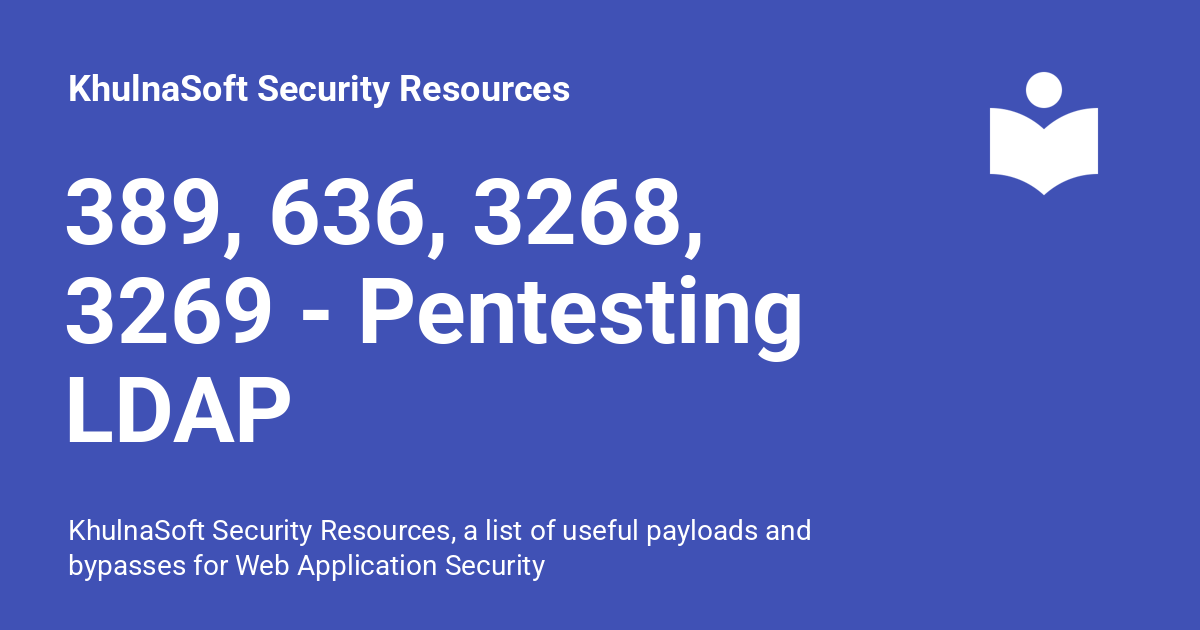 KhulnaSoft Security Resources
389, 636, 3268,
3269 - Pentesting
LDAP
KhulnaSoft Security Resources, a list of useful payloads and
bypasses for Web Application Security